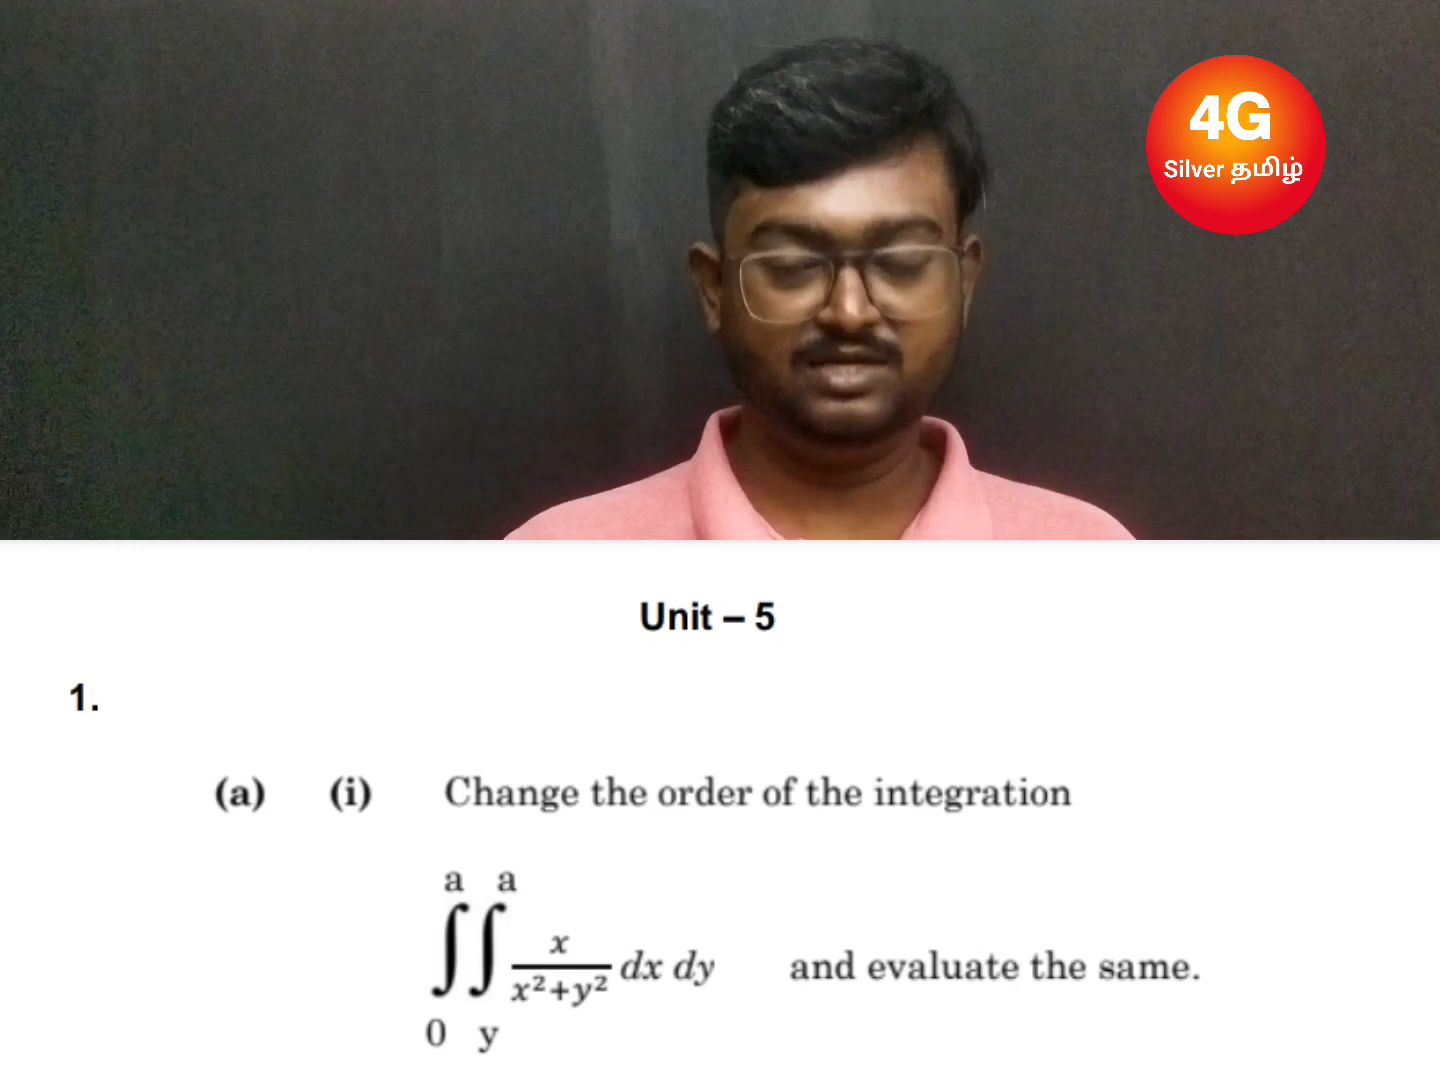 4G
Silver தமிழ்
Unit – 5
1.
(a) (i) Change the order of the integration
a a
∫∫ x/(x²+y²) dx dy and evaluate the same.
0 y